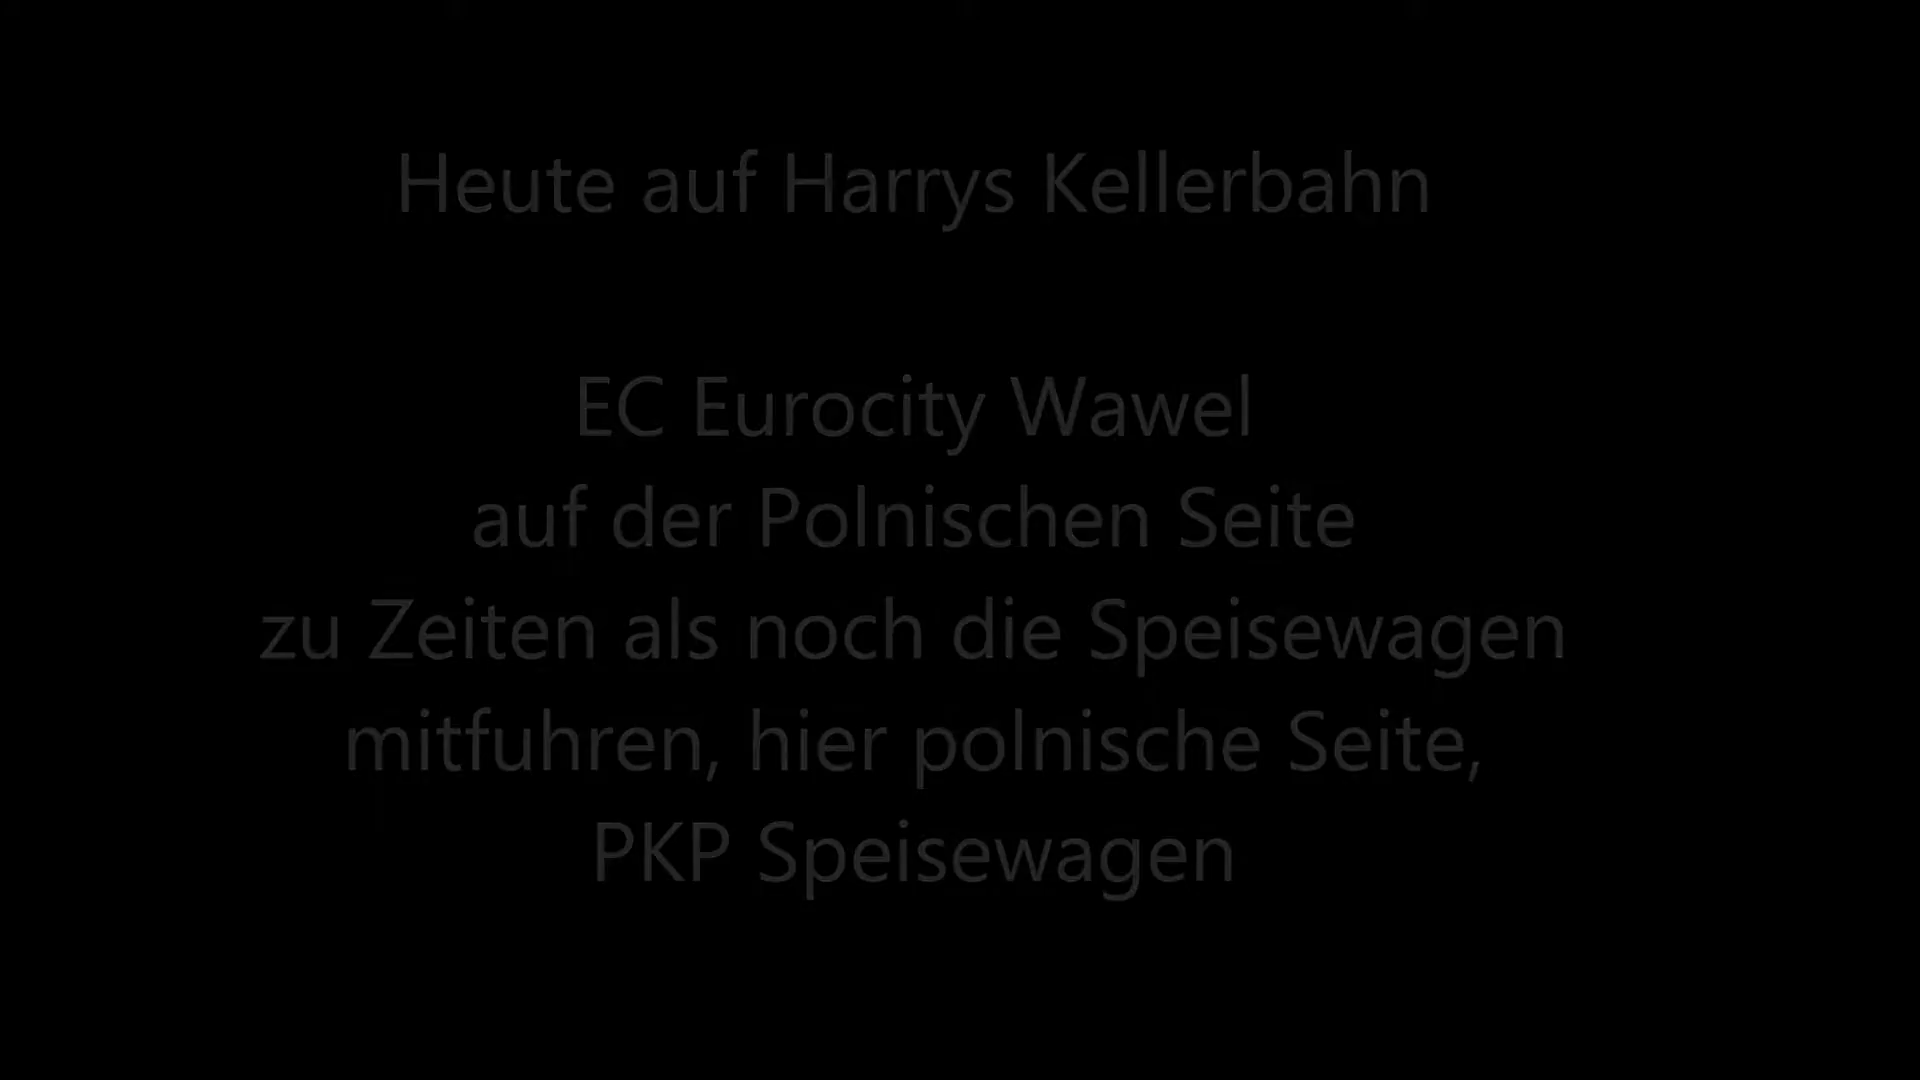 Heute auf Harrys Kellerbahn
EC Eurocity Wawel
auf der Polnischen Seite
zu Zeiten als noch die Speisewagen
mitfuhren, hier polnische Seite,
PKP Speisewagen